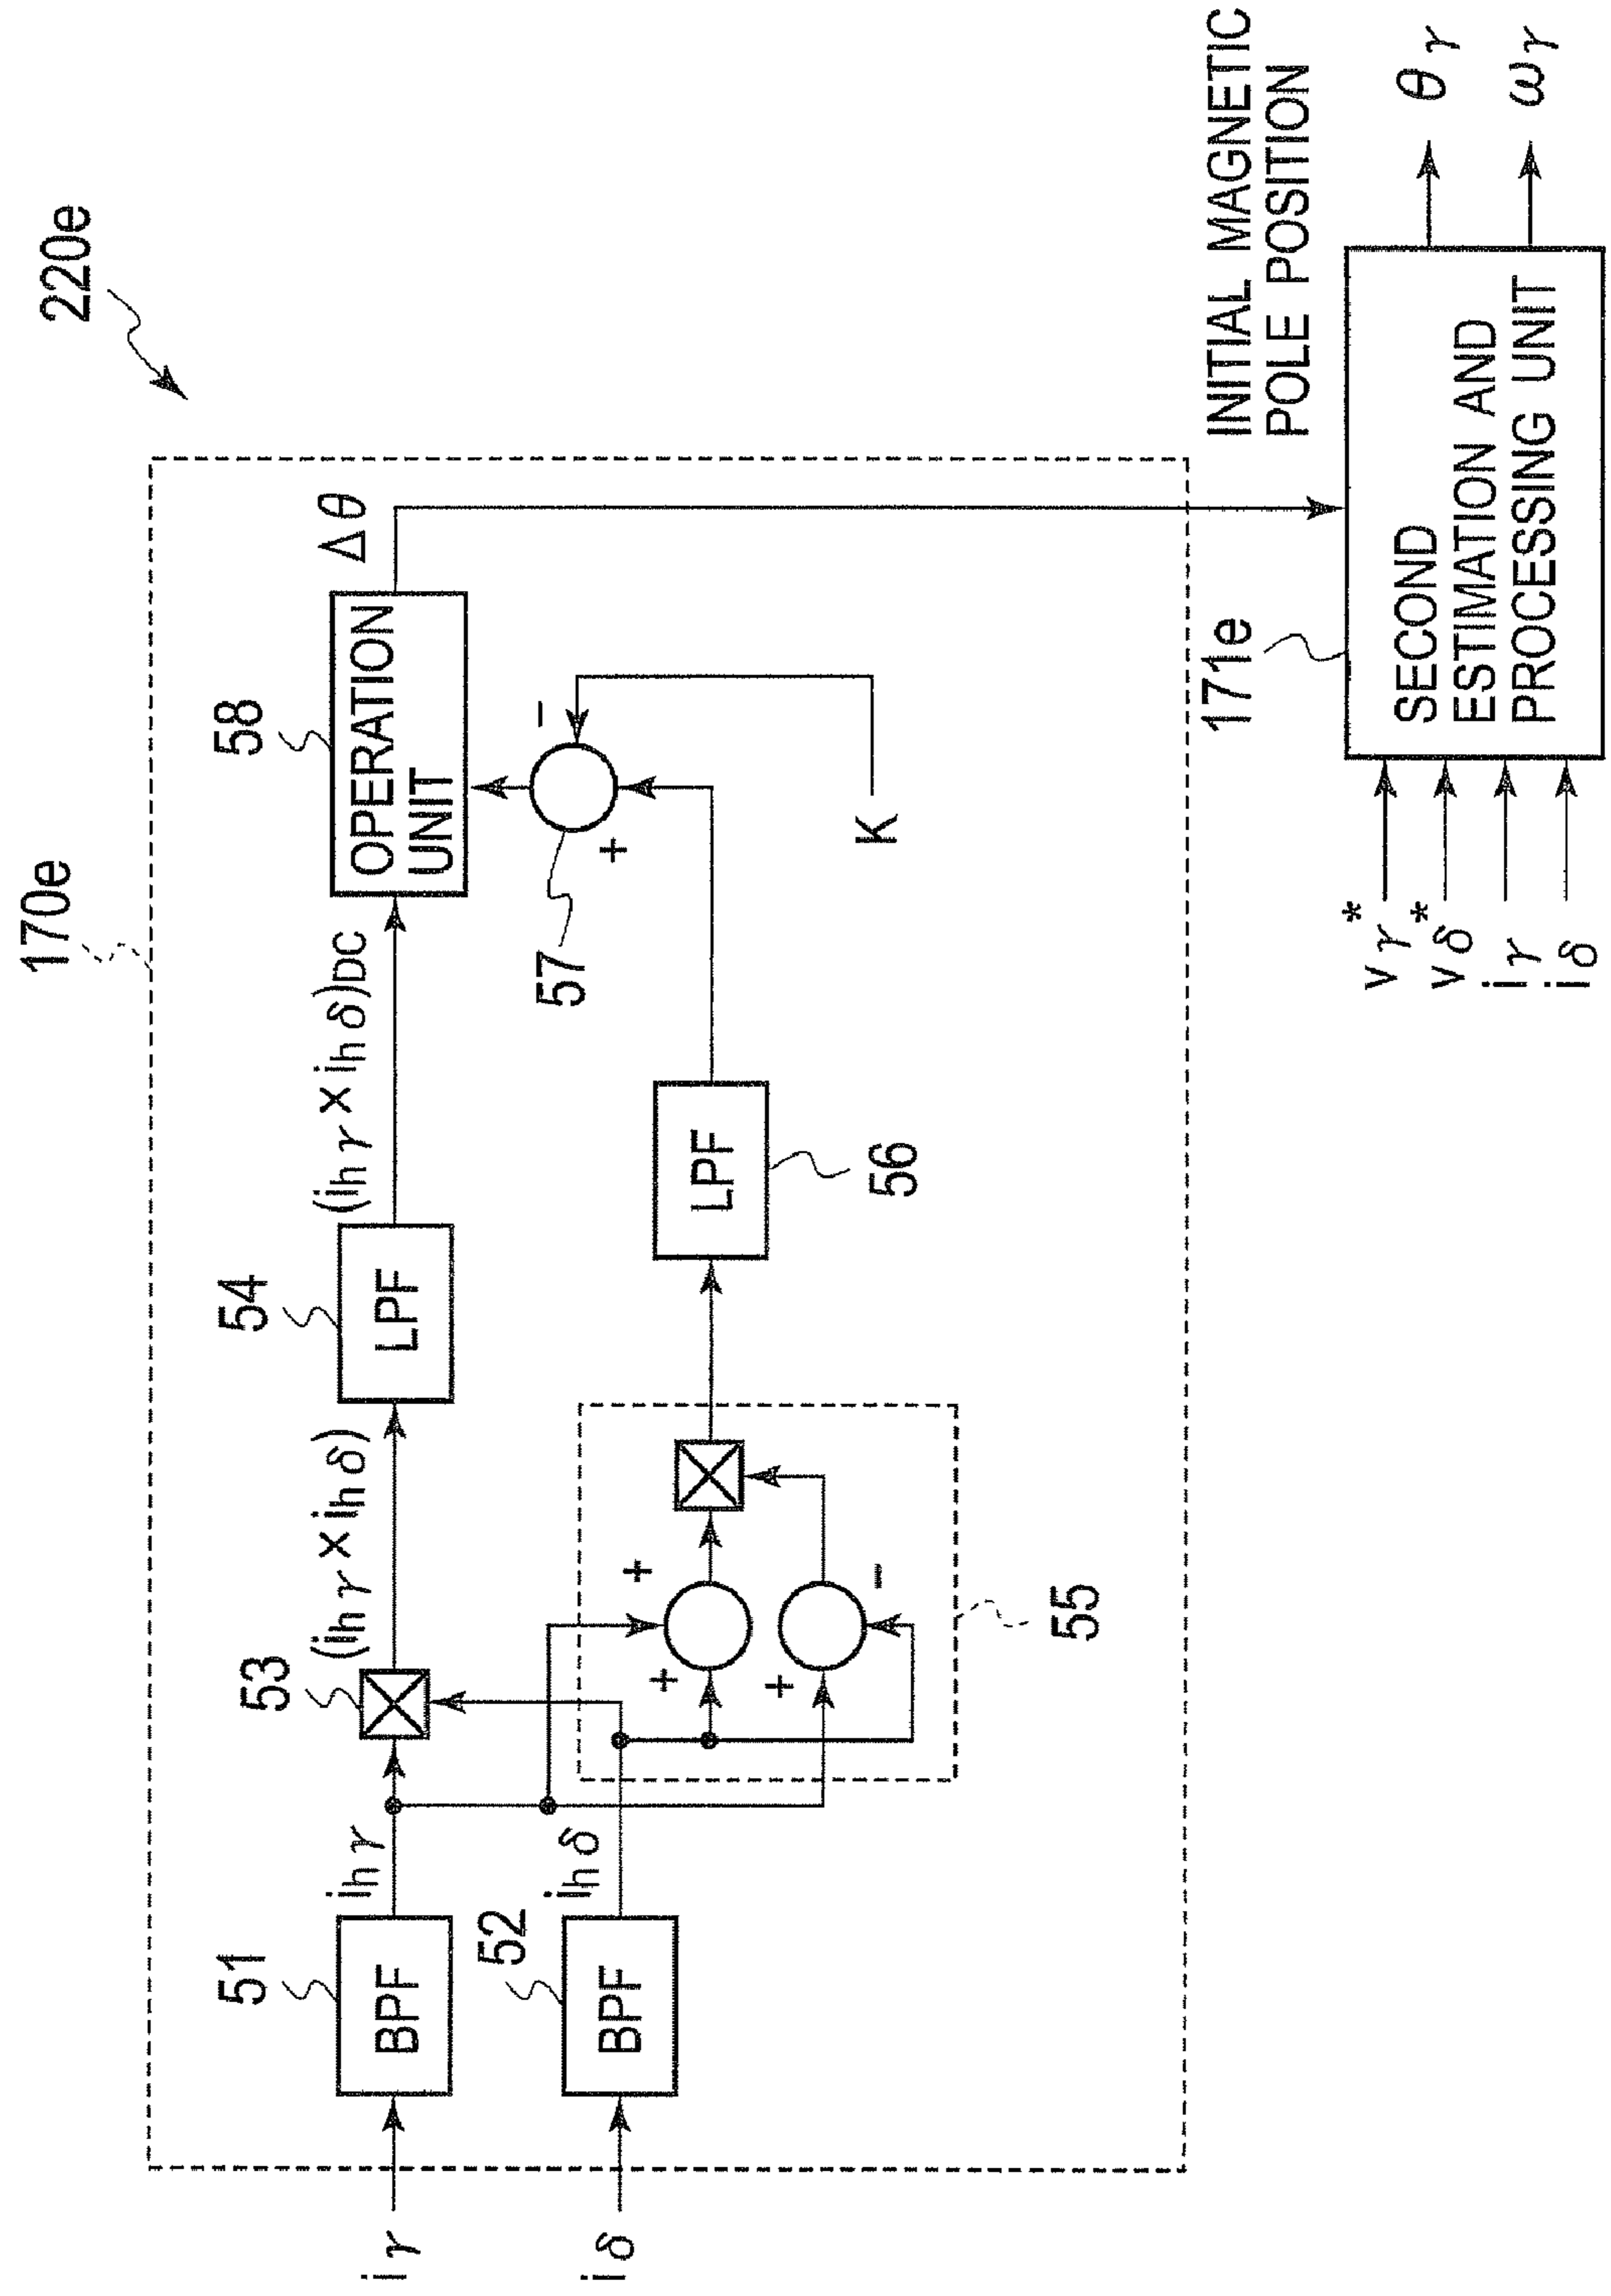 220e
170e
iγ
51
BPF
ihγ
53
(ihγ×ihδ)
54
LPF
(ihγ×ihδ)DC
58
OPERATION
UNIT
Δθ
iδ
52
BPF
ihδ
+
+
+
−
55
LPF
56
57
+
−
K
INITIAL MAGNETIC
POLE POSITION
171e
vγ*
vδ*
iγ
iδ
SECOND
ESTIMATION AND
PROCESSING UNIT
θγ
ωγ